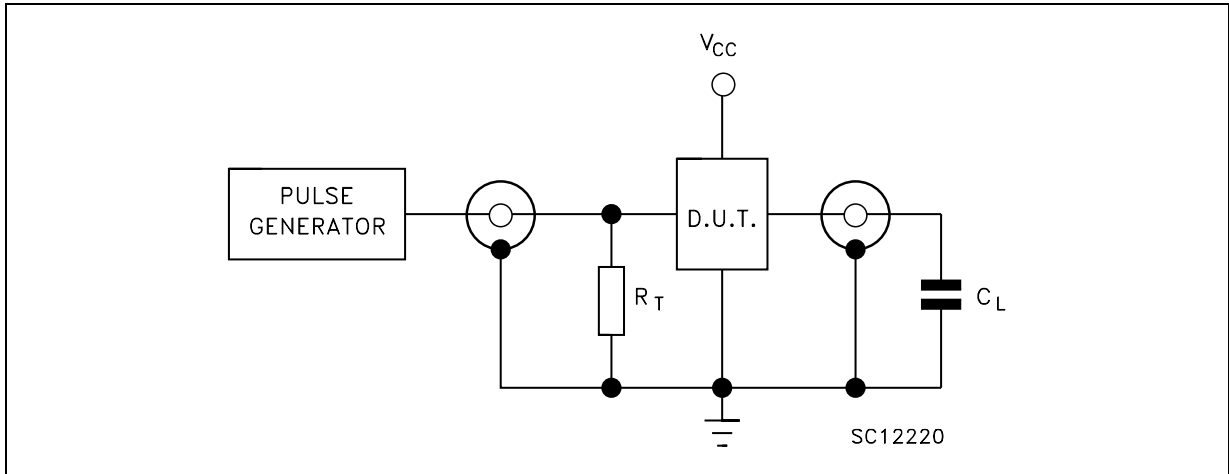 VCC
PULSE
GENERATOR
D.U.T.
RT
CL
SC12220